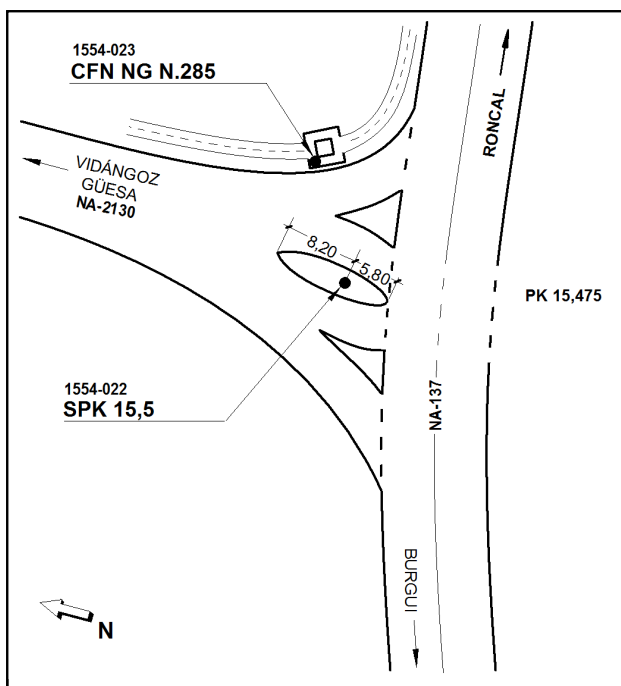 1554-023
CFN NG N.285
RONCAL
VIDÁNGOZ
GÜESA
NA-2130
8,20
5,80
PK 15,475
1554-022
SPK 15,5
NA-137
BURGUI
N